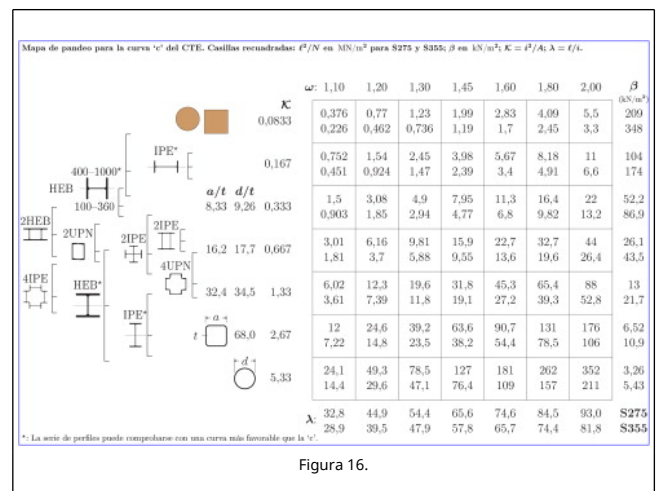 Mapa de pandeo para la curva ‘c’ del CTE. Casillas recuadradas: ℓ²/N en MN/m² para S275 y S355; β en kN/m²; K = i²/A; λ = ℓ/i.
ω: 1,10 1,20 1,30 1,45 1,60 1,80 2,00 β
(kN/m²)
K
0,0833
0,376 0,77 1,23 1,99 2,83 4,09 5,5 209
0,226 0,462 0,736 1,19 1,7 2,45 3,3 348
IPE*
0,167
0,752 1,54 2,45 3,98 5,67 8,18 11 104
0,451 0,924 1,47 2,39 3,4 4,91 6,6 174
400–1000*
HEB
100–360
a/t d/t
8,33 9,26 0,333
1,5 3,08 4,9 7,95 11,3 16,4 22 52,2
0,903 1,85 2,94 4,77 6,8 9,82 13,2 86,9
2HEB
2UPN
2IPE
2IPE
16,2 17,7 0,667
3,01 6,16 9,81 15,9 22,7 32,7 44 26,1
1,81 3,7 5,88 9,55 13,6 19,6 26,4 43,5
4IPE
HEB*
4UPN
32,4 34,5 1,33
6,02 12,3 19,6 31,8 45,3 65,4 88 13
3,61 7,39 11,8 19,1 27,2 39,3 52,8 21,7
IPE*
a
t
68,0 2,67
12 24,6 39,2 63,6 90,7 131 176 6,52
7,22 14,8 23,5 38,2 54,4 78,5 106 10,9
d
5,33
24,1 49,3 78,5 127 181 262 352 3,26
14,4 29,6 47,1 76,4 109 157 211 5,43
λ: 32,8 44,9 54,4 65,6 74,6 84,5 93,0 S275
28,9 39,5 47,9 57,8 65,7 74,4 81,8 S355
*: La serie de perfiles puede comprobarse con una curva más favorable que la ‘c’.
Figura 16.